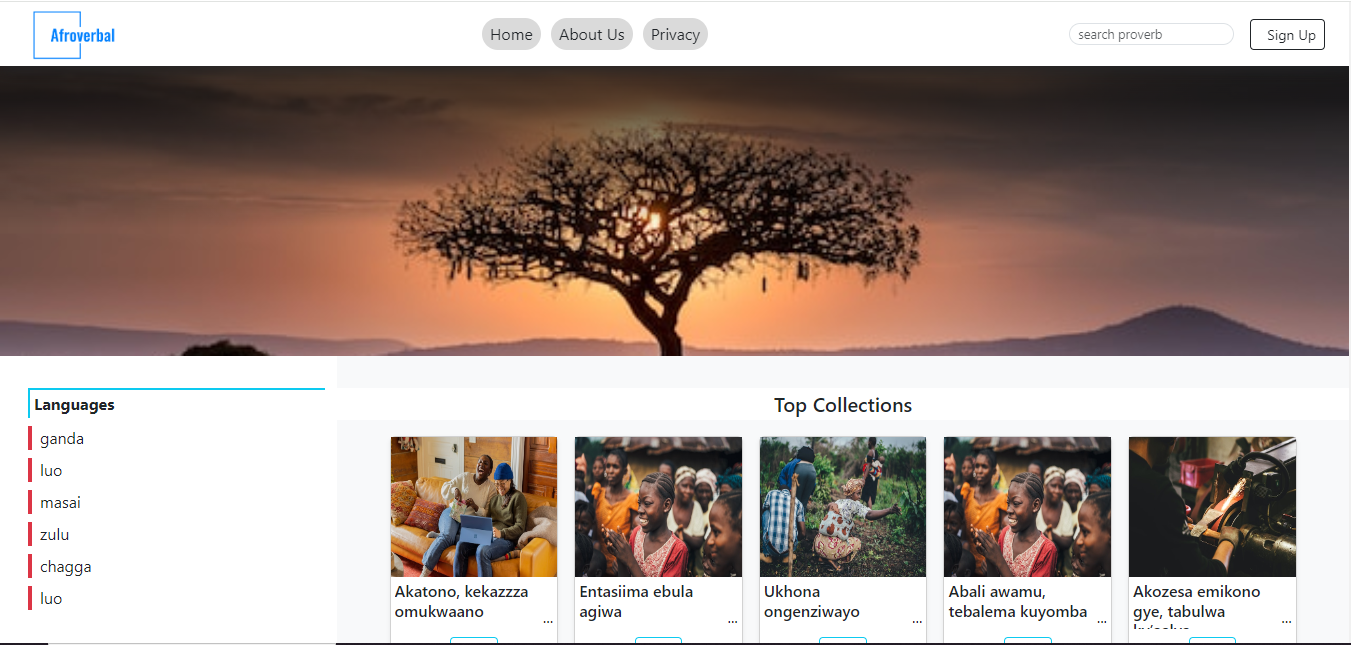 Afroverbal
Home
About Us
Privacy
search proverb
Sign Up
Languages
ganda
luo
masai
zulu
chagga
luo
Top Collections
Akatono, kekazzza
omukwaano
...
Entasiima ebula
agiwa
...
Ukhona
ongenziwayo
...
Abali awamu,
tebalema kuyomba
...
Akozesa emikono
gye, tabulwa
...